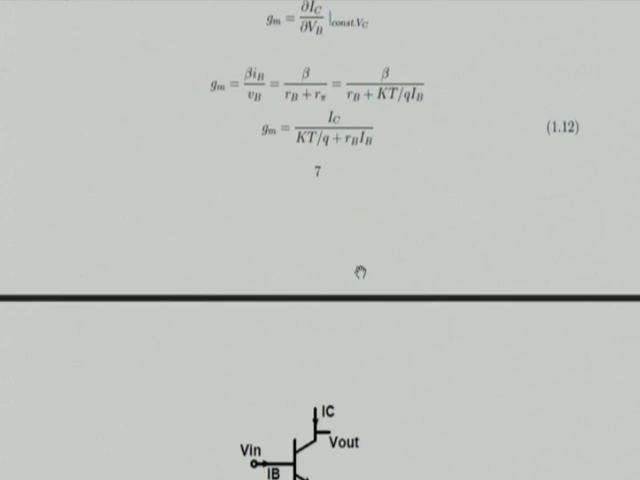 g_m = ∂I_C / ∂V_B |_const.V_C
g_m = βi_B / v_B = β / (r_B + r_π) = β / (r_B + KT/qI_B)
g_m = I_C / (KT/q + r_B I_B) (1.12)
7
IC
Vin
Vout
IB